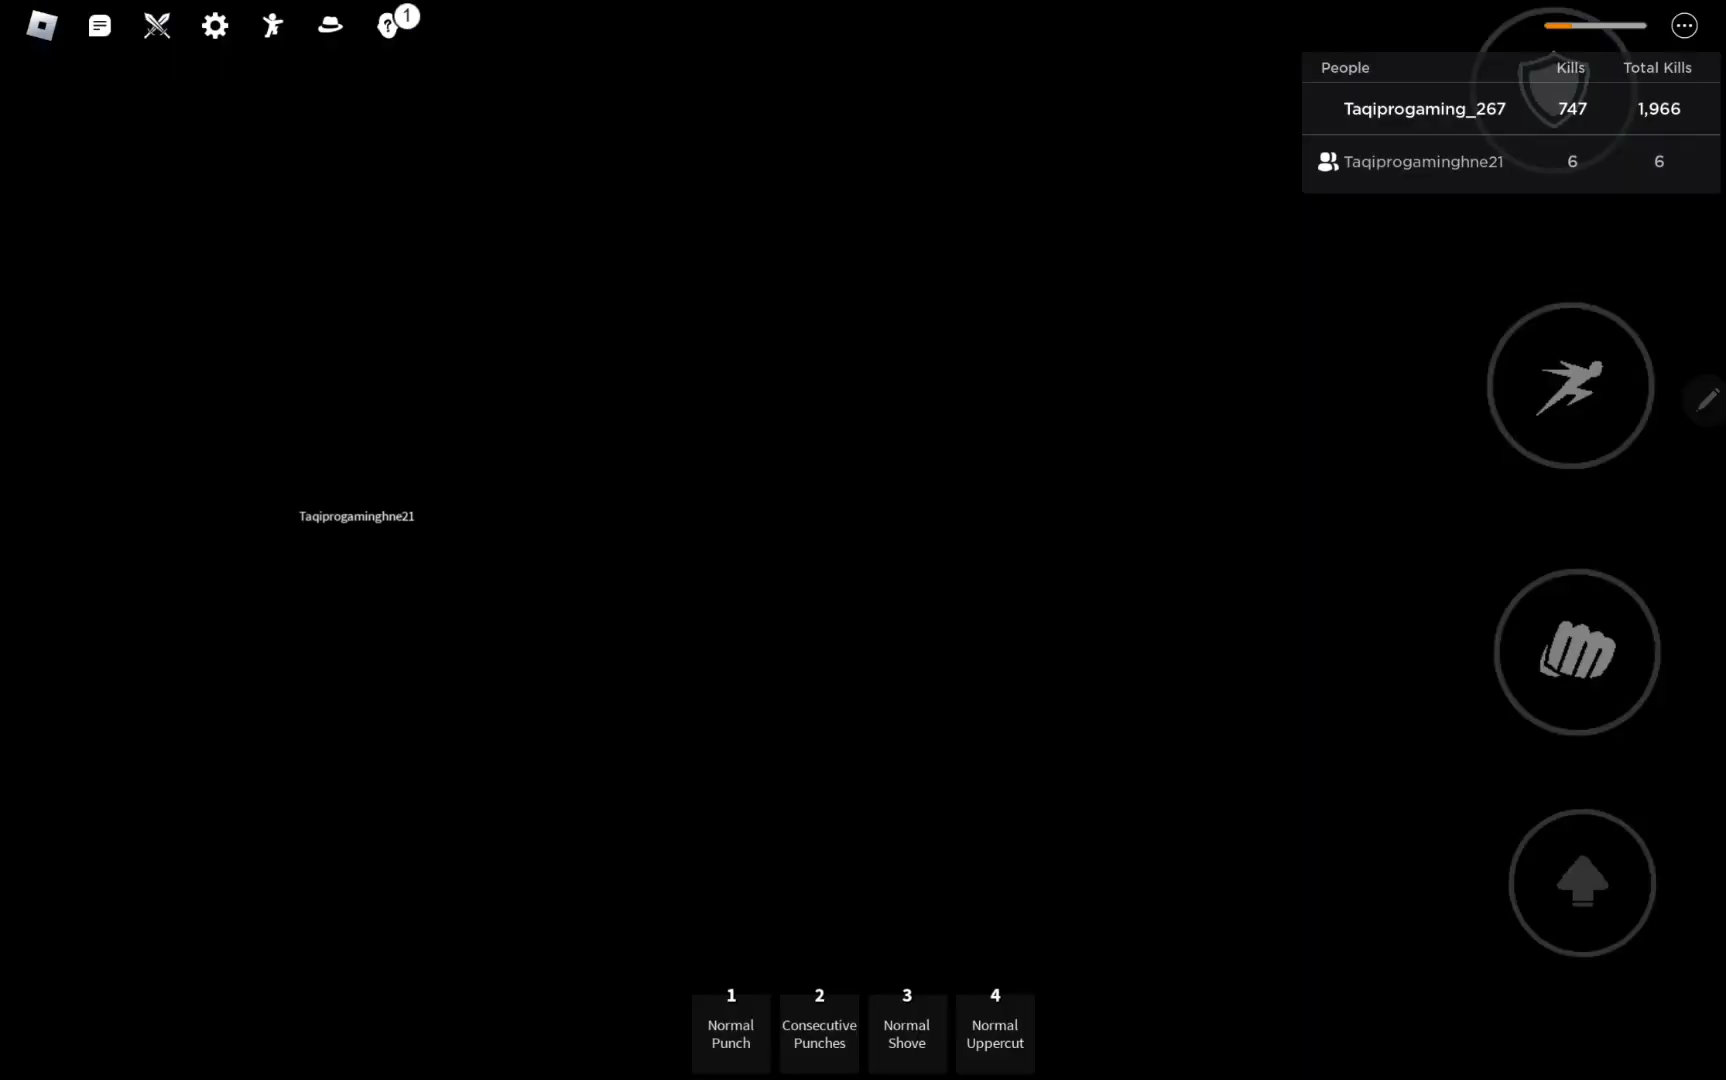 1
People Kills Total Kills
Taqiprogaming_267 747 1,966
Taqiprogaminghne21 6 6
Taqiprogaminghne21
1 2 3 4
Normal Punch
Consecutive Punches
Normal Shove
Normal Uppercut